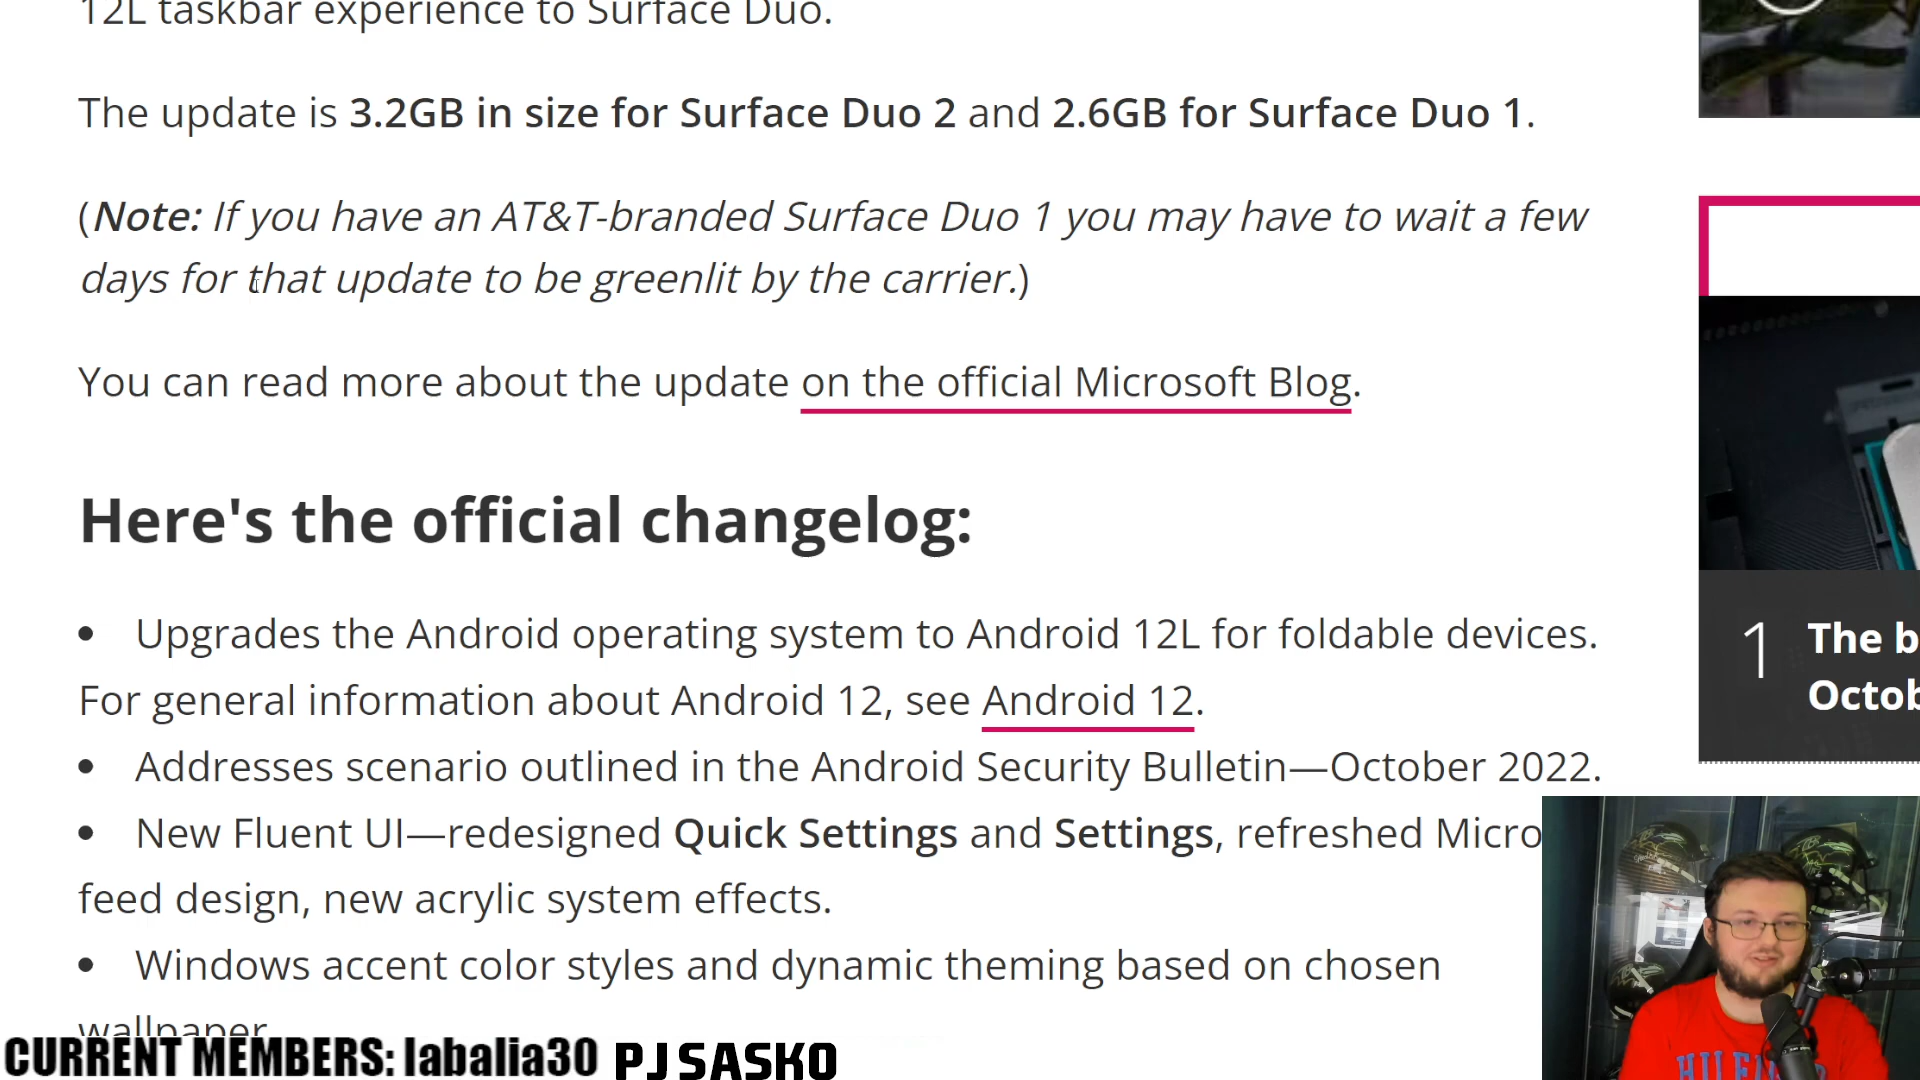 12L taskbar experience to Surface Duo.
The update is 3.2GB in size for Surface Duo 2 and 2.6GB for Surface Duo 1.
(Note: If you have an AT&T-branded Surface Duo 1 you may have to wait a few
days for that update to be greenlit by the carrier.)
You can read more about the update on the official Microsoft Blog.
Here's the official changelog:
• Upgrades the Android operating system to Android 12L for foldable devices.
For general information about Android 12, see Android 12.
• Addresses scenario outlined in the Android Security Bulletin—October 2022.
• New Fluent UI—redesigned Quick Settings and Settings, refreshed Micro
feed design, new acrylic system effects.
• Windows accent color styles and dynamic theming based on chosen
wallpaper.
1 The b
Octob
CURRENT MEMBERS: labalia30 PJ SASKO